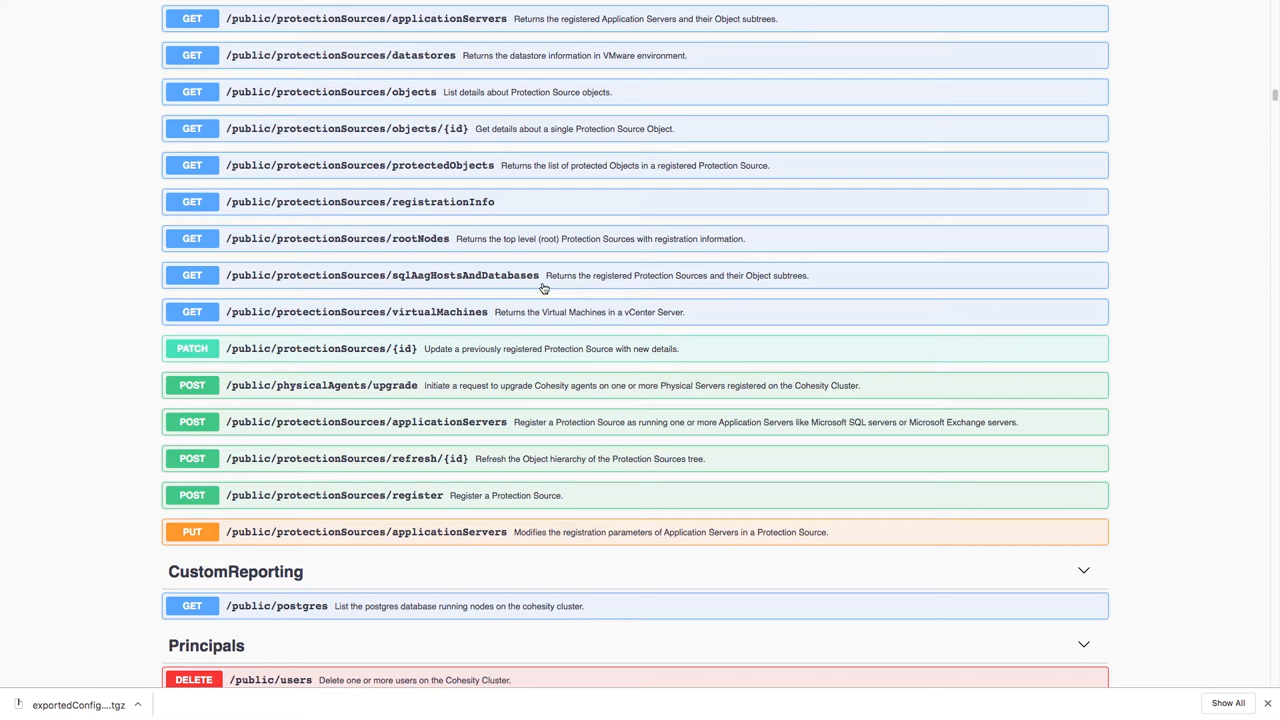 GET /public/protectionSources/applicationServers Returns the registered Application Servers and their Object subtrees.
GET /public/protectionSources/datastores Returns the datastore information in VMware environment.
GET /public/protectionSources/objects List details about Protection Source objects.
GET /public/protectionSources/objects/{id} Get details about a single Protection Source Object.
GET /public/protectionSources/protectedObjects Returns the list of protected Objects in a registered Protection Source.
GET /public/protectionSources/registrationInfo
GET /public/protectionSources/rootNodes Returns the top level (root) Protection Sources with registration information.
GET /public/protectionSources/sqlAagHostsAndDatabases Returns the registered Protection Sources and their Object subtrees.
GET /public/protectionSources/virtualMachines Returns the Virtual Machines in a vCenter Server.
PATCH /public/protectionSources/{id} Update a previously registered Protection Source with new details.
POST /public/physicalAgents/upgrade Initiate a request to upgrade Cohesity agents on one or more Physical Servers registered on the Cohesity Cluster.
POST /public/protectionSources/applicationServers Register a Protection Source as running one or more Application Servers like Microsoft SQL servers or Microsoft Exchange servers.
POST /public/protectionSources/refresh/{id} Refresh the Object hierarchy of the Protection Sources tree.
POST /public/protectionSources/register Register a Protection Source.
PUT /public/protectionSources/applicationServers Modifies the registration parameters of Application Servers in a Protection Source.
CustomReporting
GET /public/postgres List the postgres database running nodes on the cohesity cluster.
Principals
DELETE /public/users Delete one or more users on the Cohesity Cluster.
exportedConfig....tgz Show All